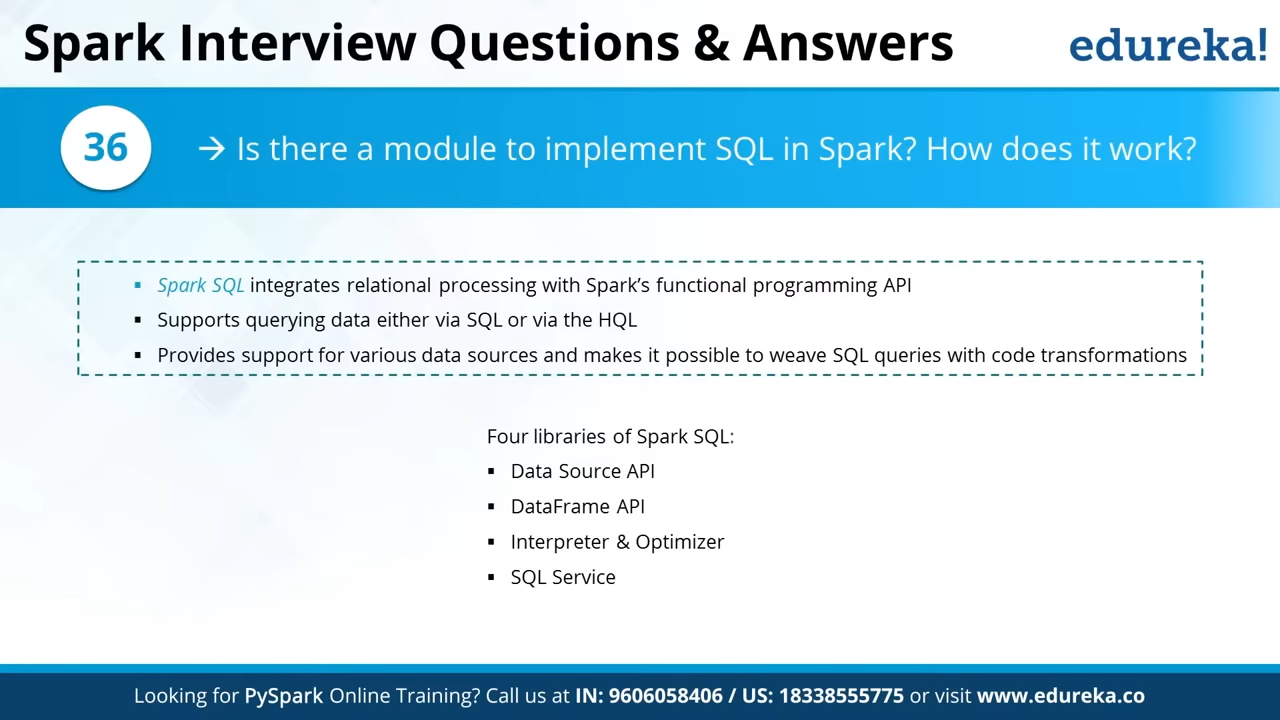 Spark Interview Questions & Answers
edureka!
36
→ Is there a module to implement SQL in Spark? How does it work?
▪ Spark SQL integrates relational processing with Spark’s functional programming API
▪ Supports querying data either via SQL or via the HQL
▪ Provides support for various data sources and makes it possible to weave SQL queries with code transformations
Four libraries of Spark SQL:
▪ Data Source API
▪ DataFrame API
▪ Interpreter & Optimizer
▪ SQL Service
Looking for PySpark Online Training? Call us at IN: 9606058406 / US: 18338555775 or visit www.edureka.co